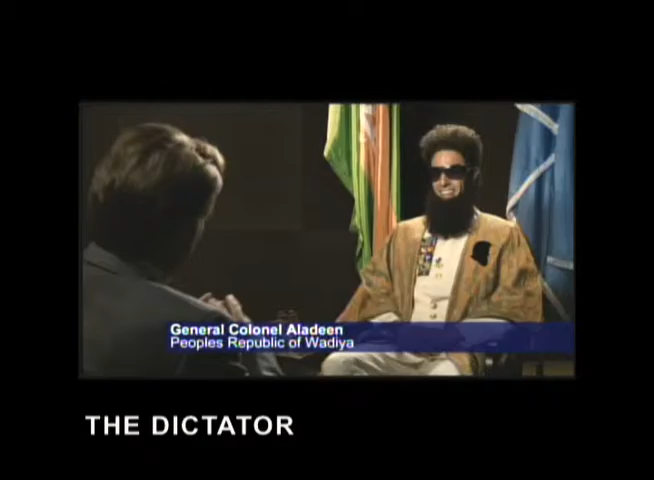 General Colonel Aladeen
Peoples Republic of Wadiya
THE DICTATOR